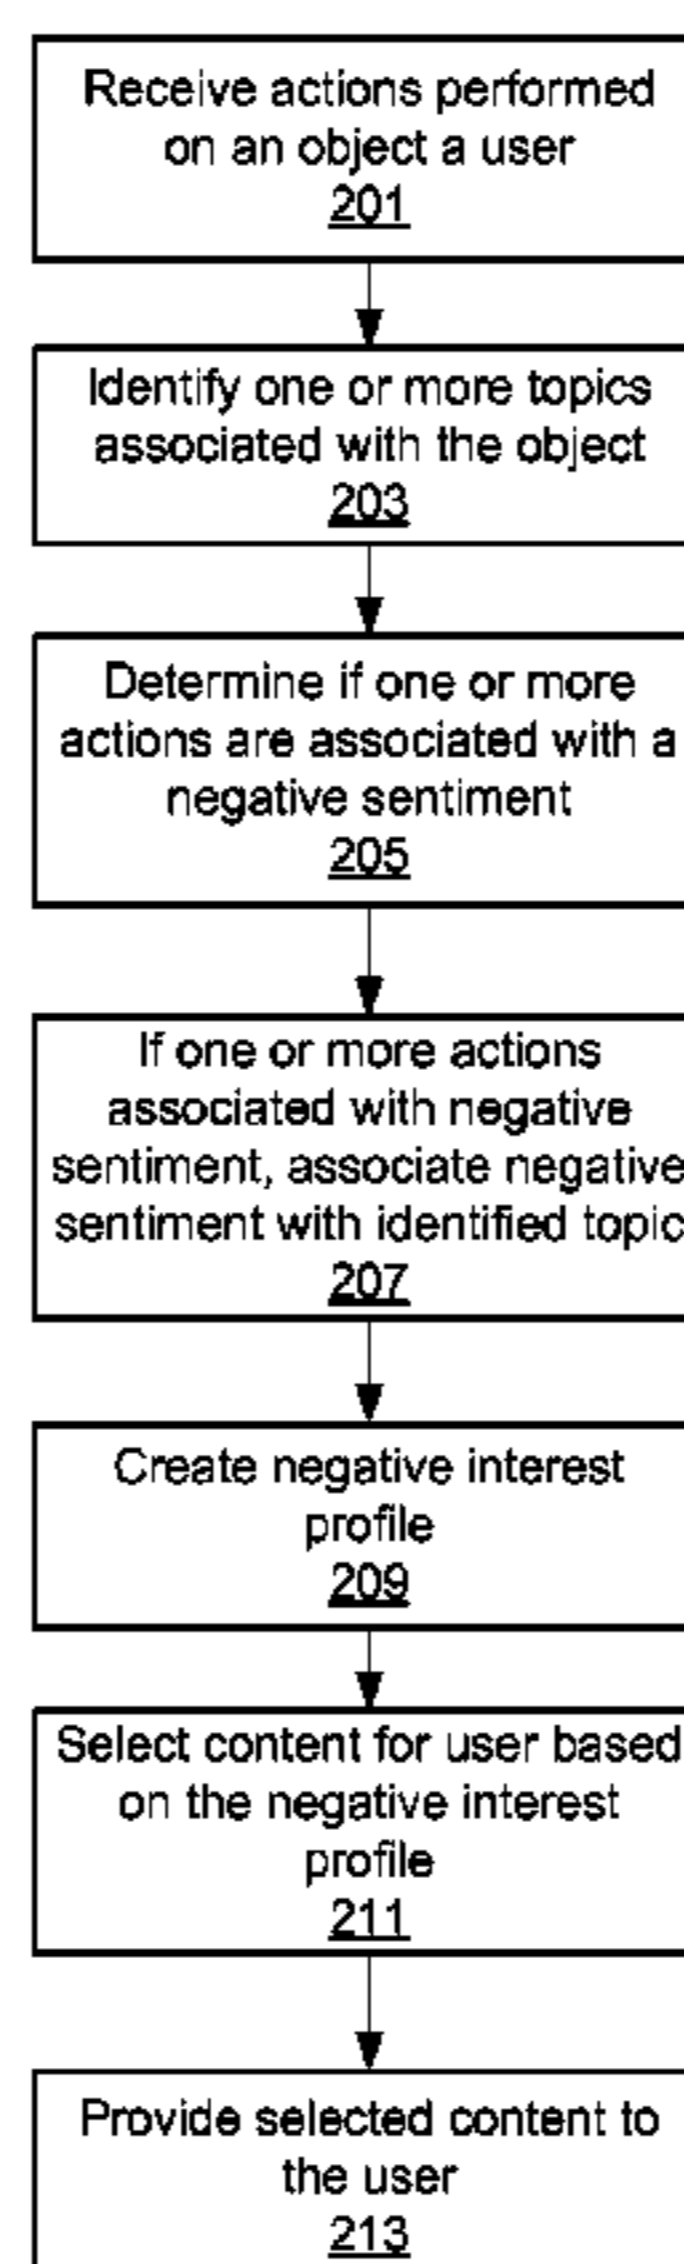 Receive actions performed
on an object a user
201
Identify one or more topics
associated with the object
203
Determine if one or more
actions are associated with a
negative sentiment
205
If one or more actions
associated with negative
sentiment, associate negative
sentiment with identified topic
207
Create negative interest
profile
209
Select content for user based
on the negative interest
profile
211
Provide selected content to
the user
213